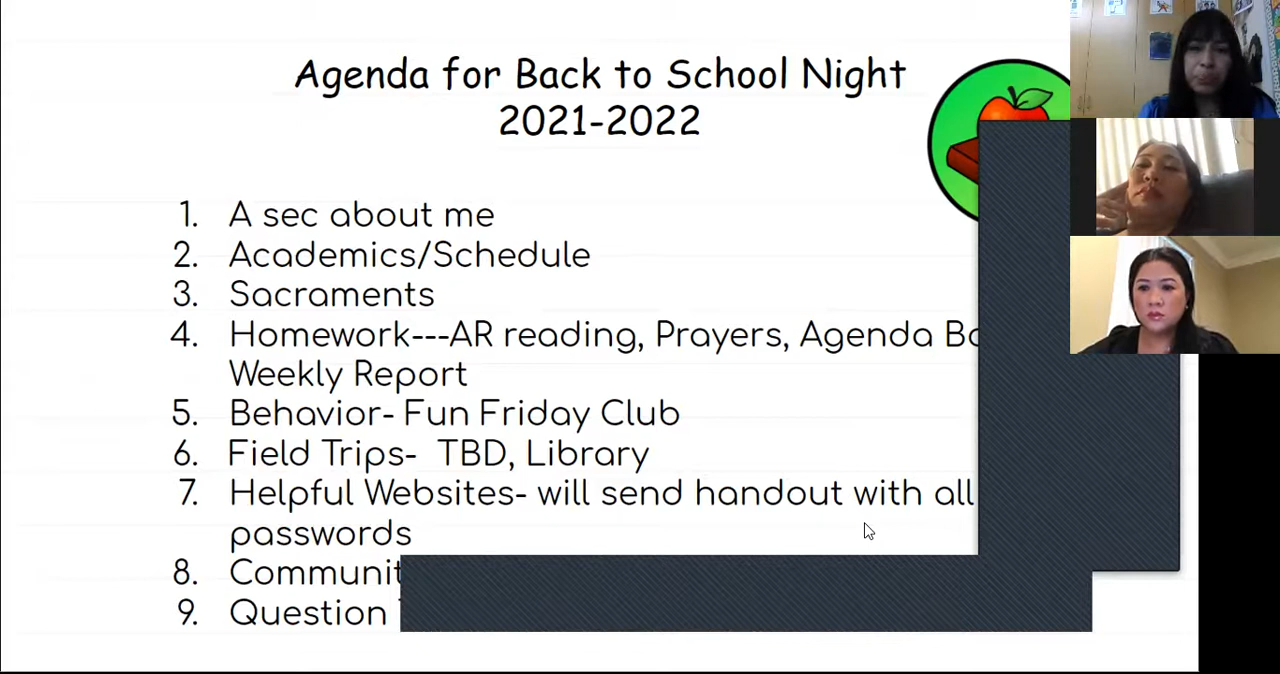 Agenda for Back to School Night
2021-2022
1. A sec about me
2. Academics/Schedule
3. Sacraments
4. Homework---AR reading, Prayers, Agenda
Weekly Report
5. Behavior- Fun Friday Club
6. Field Trips- TBD, Library
7. Helpful Websites- will send handout with all
passwords
8.
9. Question